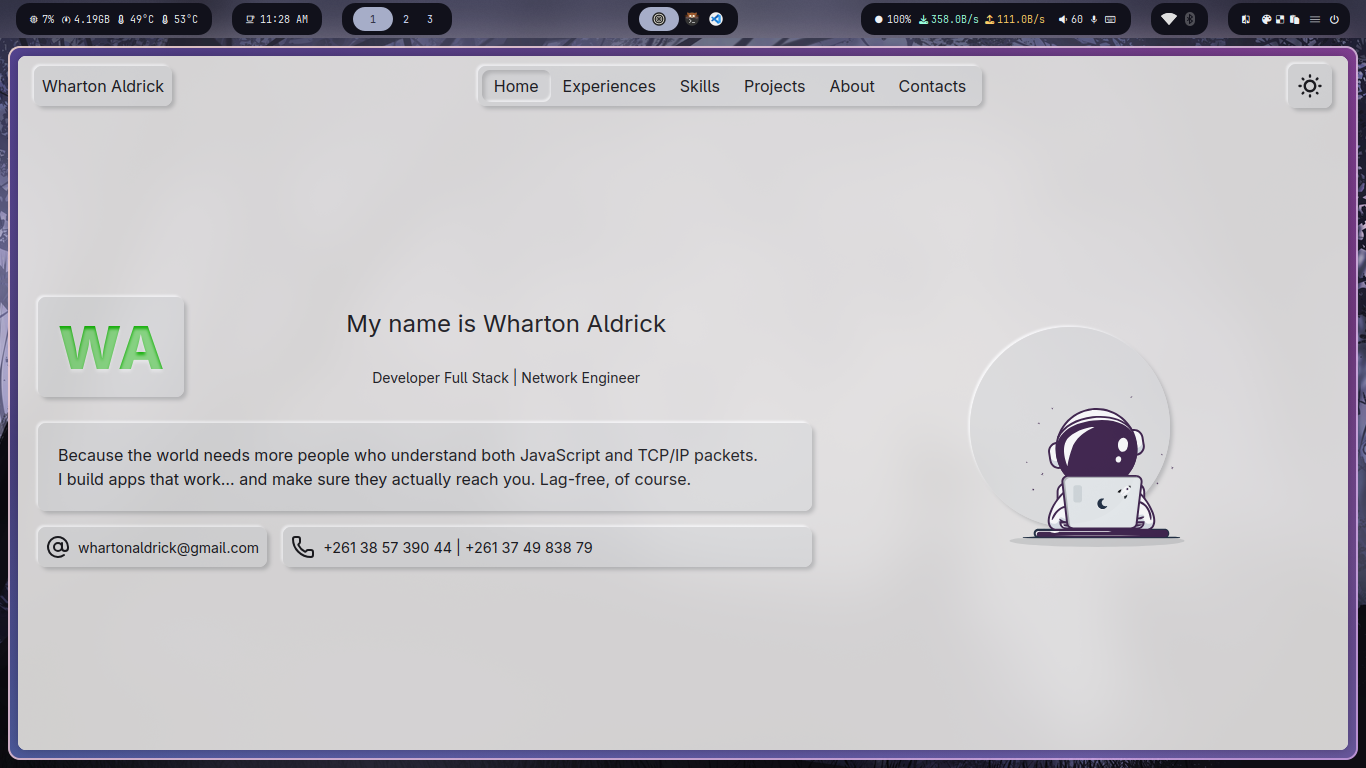 7% 4.19GB 49°C 53°C
11:28 AM
1 2 3
100% 358.0B/s 111.0B/s 60
Wharton Aldrick
Home Experiences Skills Projects About Contacts
WA
My name is Wharton Aldrick
Developer Full Stack | Network Engineer
Because the world needs more people who understand both JavaScript and TCP/IP packets.
I build apps that work... and make sure they actually reach you. Lag-free, of course.
whartonaldrick@gmail.com
+261 38 57 390 44 | +261 37 49 838 79